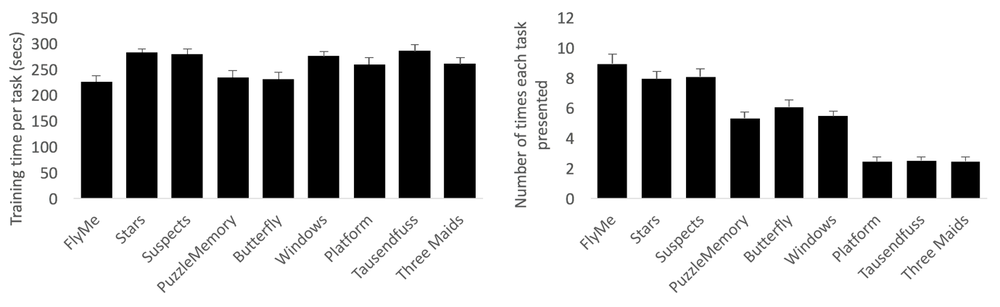 Training time per task (secs)
350
300
250
200
150
100
50
0
FlyMe
Stars
Suspects
PuzzleMemory
Butterfly
Windows
Platform
Tausendfuss
Three Maids
Number of times each task
presented
12
10
8
6
4
2
0
FlyMe
Stars
Suspects
PuzzleMemory
Butterfly
Windows
Platform
Tausendfuss
Three Maids